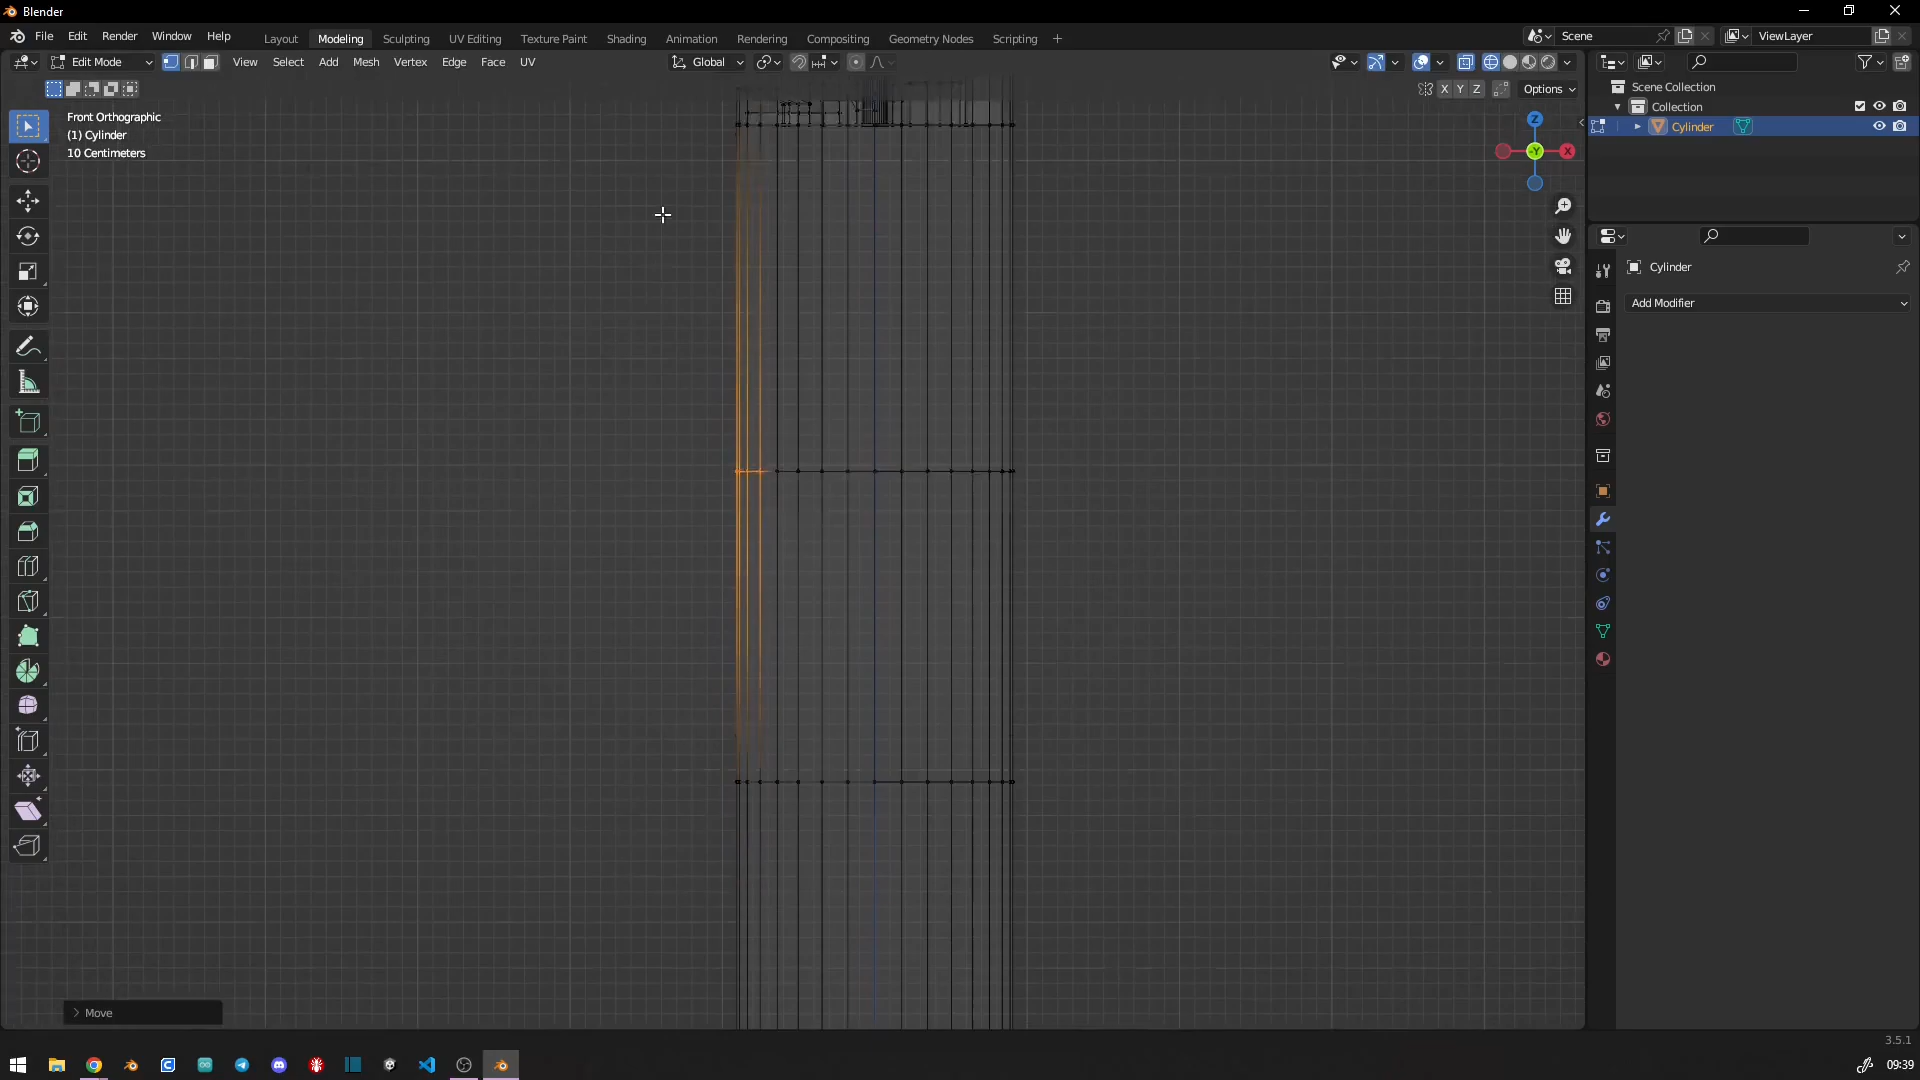 Blender
File Edit Render Window Help
Layout Modeling Sculpting UV Editing Texture Paint Shading Animation Rendering Compositing Geometry Nodes Scripting +
Scene
ViewLayer
Edit Mode
View Select Add Mesh Vertex Edge Face UV
Global
X Y Z
Options
Front Orthographic
(1) Cylinder
10 Centimeters
Z
-Y
X
Scene Collection
Collection
Cylinder
Cylinder
Add Modifier
> Move
3.5.1
09:39